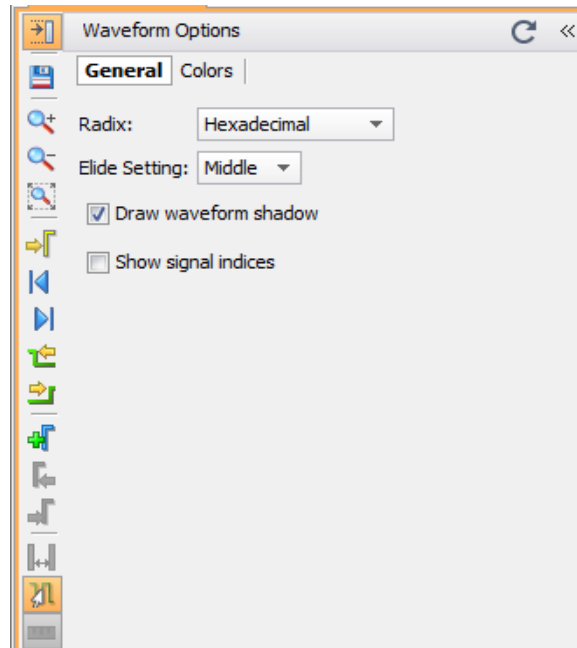 Waveform Options
General Colors
Radix: Hexadecimal
Elide Setting: Middle
Draw waveform shadow
Show signal indices